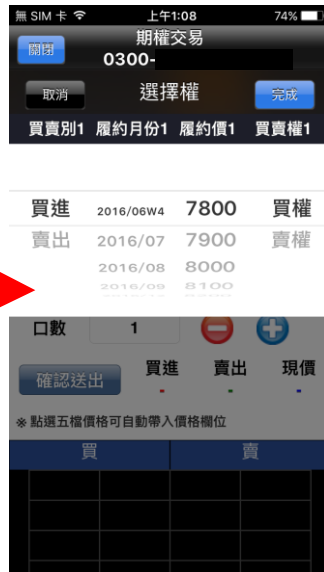 無 SIM 卡 上午1:08 74%
關閉 期權交易
0300-
取消 選擇權 完成
買賣別1 履約月份1 履約價1 買賣權1
買進 2016/06W4 7800 買權
賣出 2016/07 7900 賣權
2016/08 8000
2016/09 8100
口數 1
確認送出 買進 賣出 現價
- - -
※ 點選五檔價格可自動帶入價格欄位
買 賣